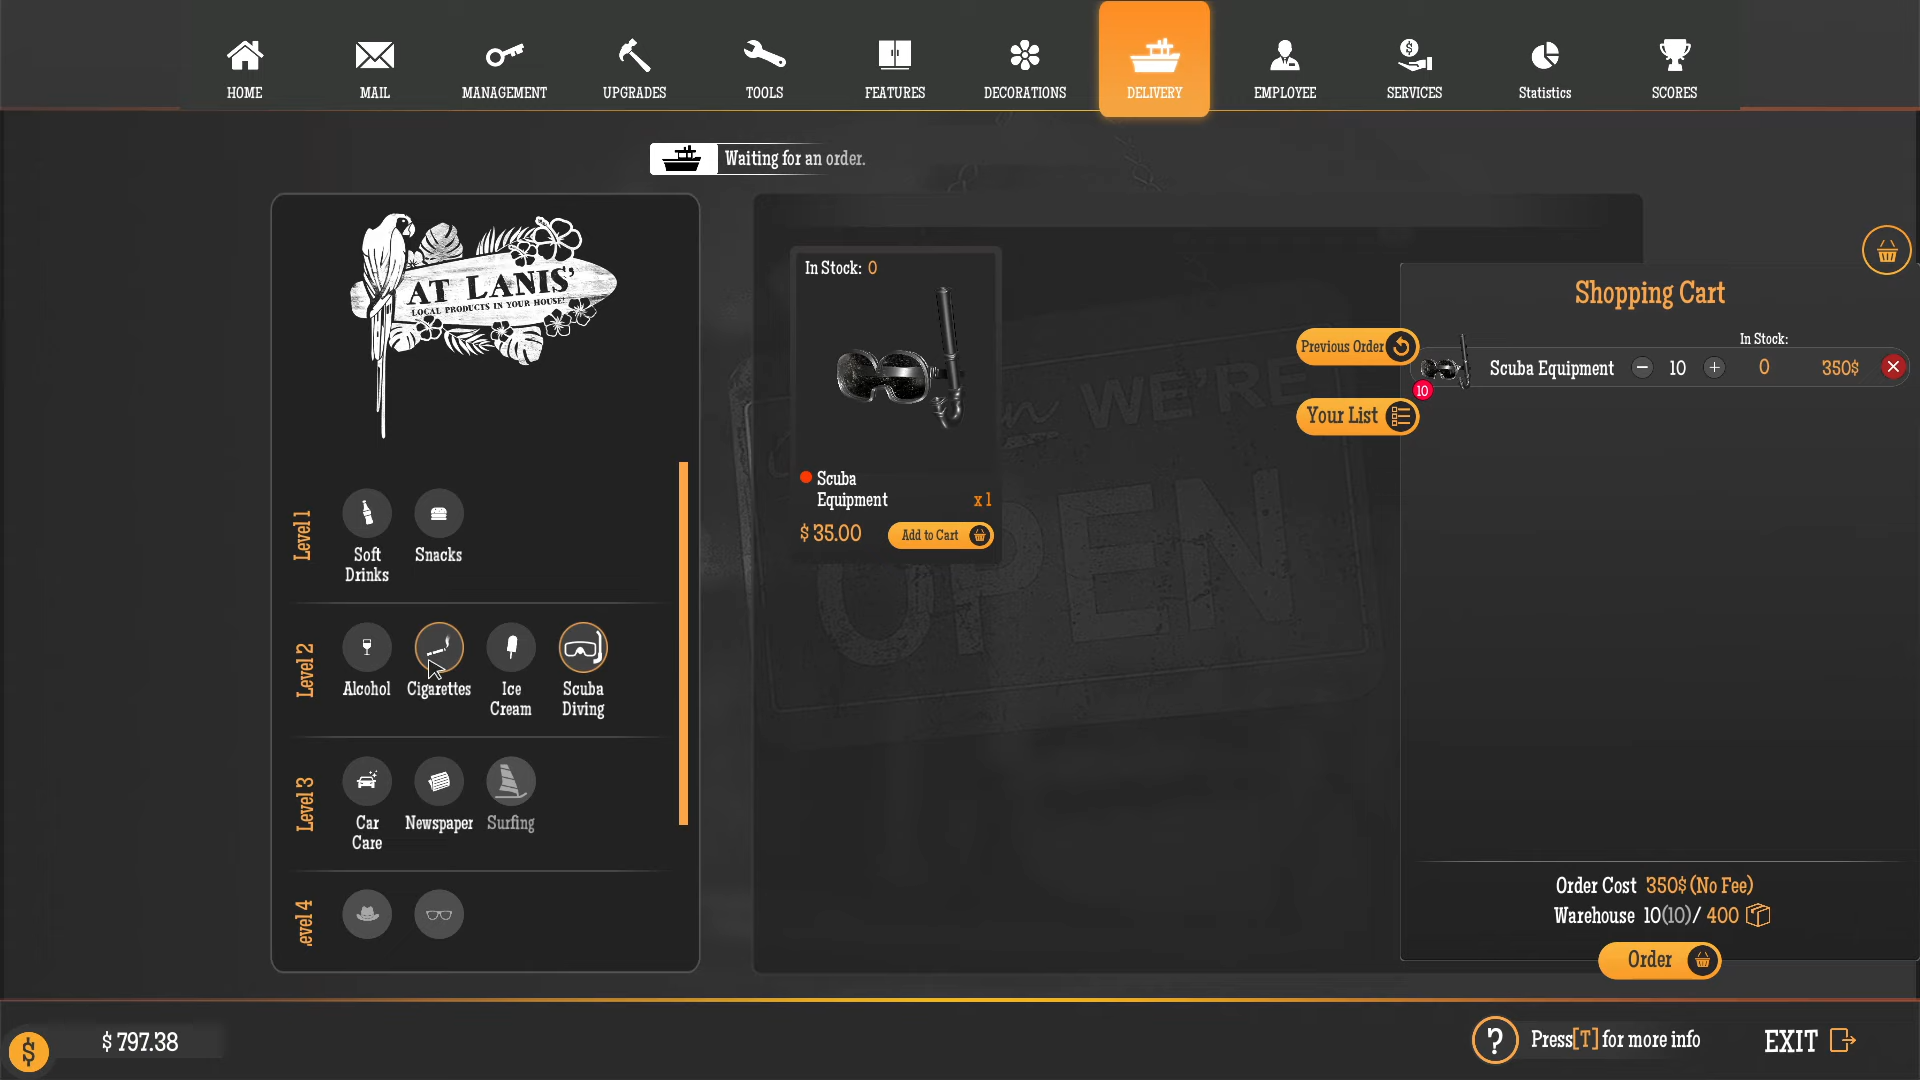 HOME
MAIL
MANAGEMENT
UPGRADES
TOOLS
FEATURES
DECORATIONS
DELIVERY
EMPLOYEE
SERVICES
Statistics
SCORES
Waiting for an order.
AT LANIS'
LOCAL PRODUCTS IN YOUR HOUSE!
Level 1
Soft
Drinks
Snacks
Level 2
Alcohol
Cigarettes
Ice
Cream
Scuba
Diving
Level 3
Car
Care
Newspaper
Surfing
evel 4
In Stock: 0
Scuba
Equipment
x 1
$ 35.00
Add to Cart
WE'RE
OPEN
Previous Order
Your List
Shopping Cart
In Stock:
10
Scuba Equipment
10
0
350$
Order Cost 350$ (No Fee)
Warehouse 10(10)/ 400
Order
$ 797.38
? Press[T] for more info
EXIT